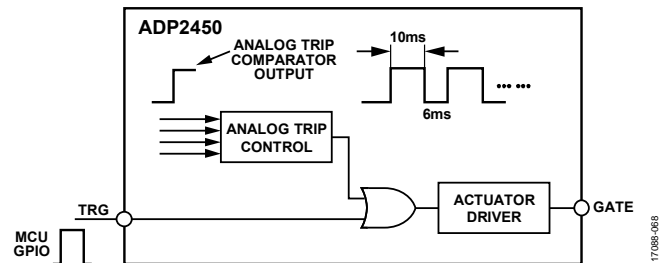 ADP2450
ANALOG TRIP
COMPARATOR
OUTPUT
10ms
6ms
... ...
ANALOG TRIP
CONTROL
TRG
MCU
GPIO
ACTUATOR
DRIVER
GATE
17088-068